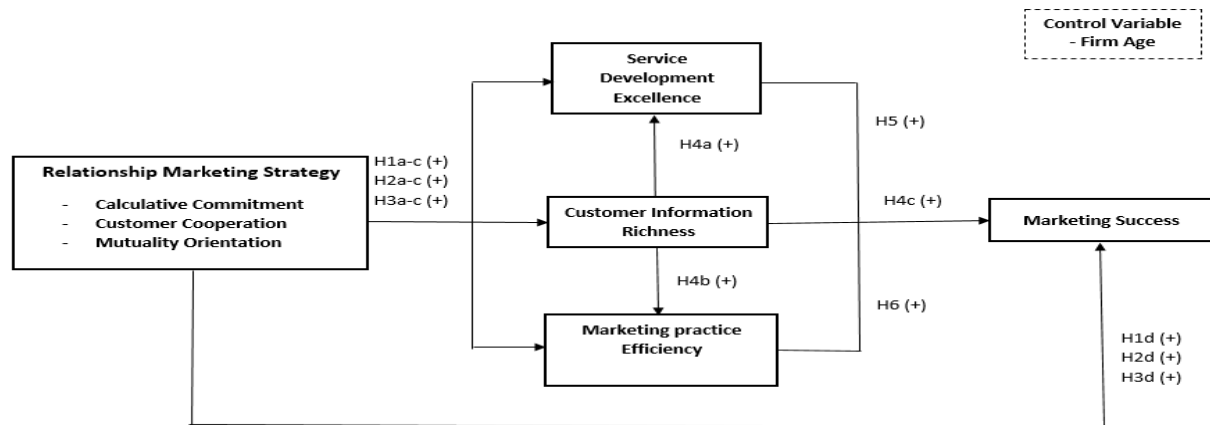 Control Variable
- Firm Age
Service
Development
Excellence
H5 (+)
H4a (+)
Relationship Marketing Strategy
- Calculative Commitment
- Customer Cooperation
- Mutuality Orientation
H1a-c (+)
H2a-c (+)
H3a-c (+)
Customer Information
Richness
H4c (+)
Marketing Success
H4b (+)
H6 (+)
Marketing practice
Efficiency
H1d (+)
H2d (+)
H3d (+)